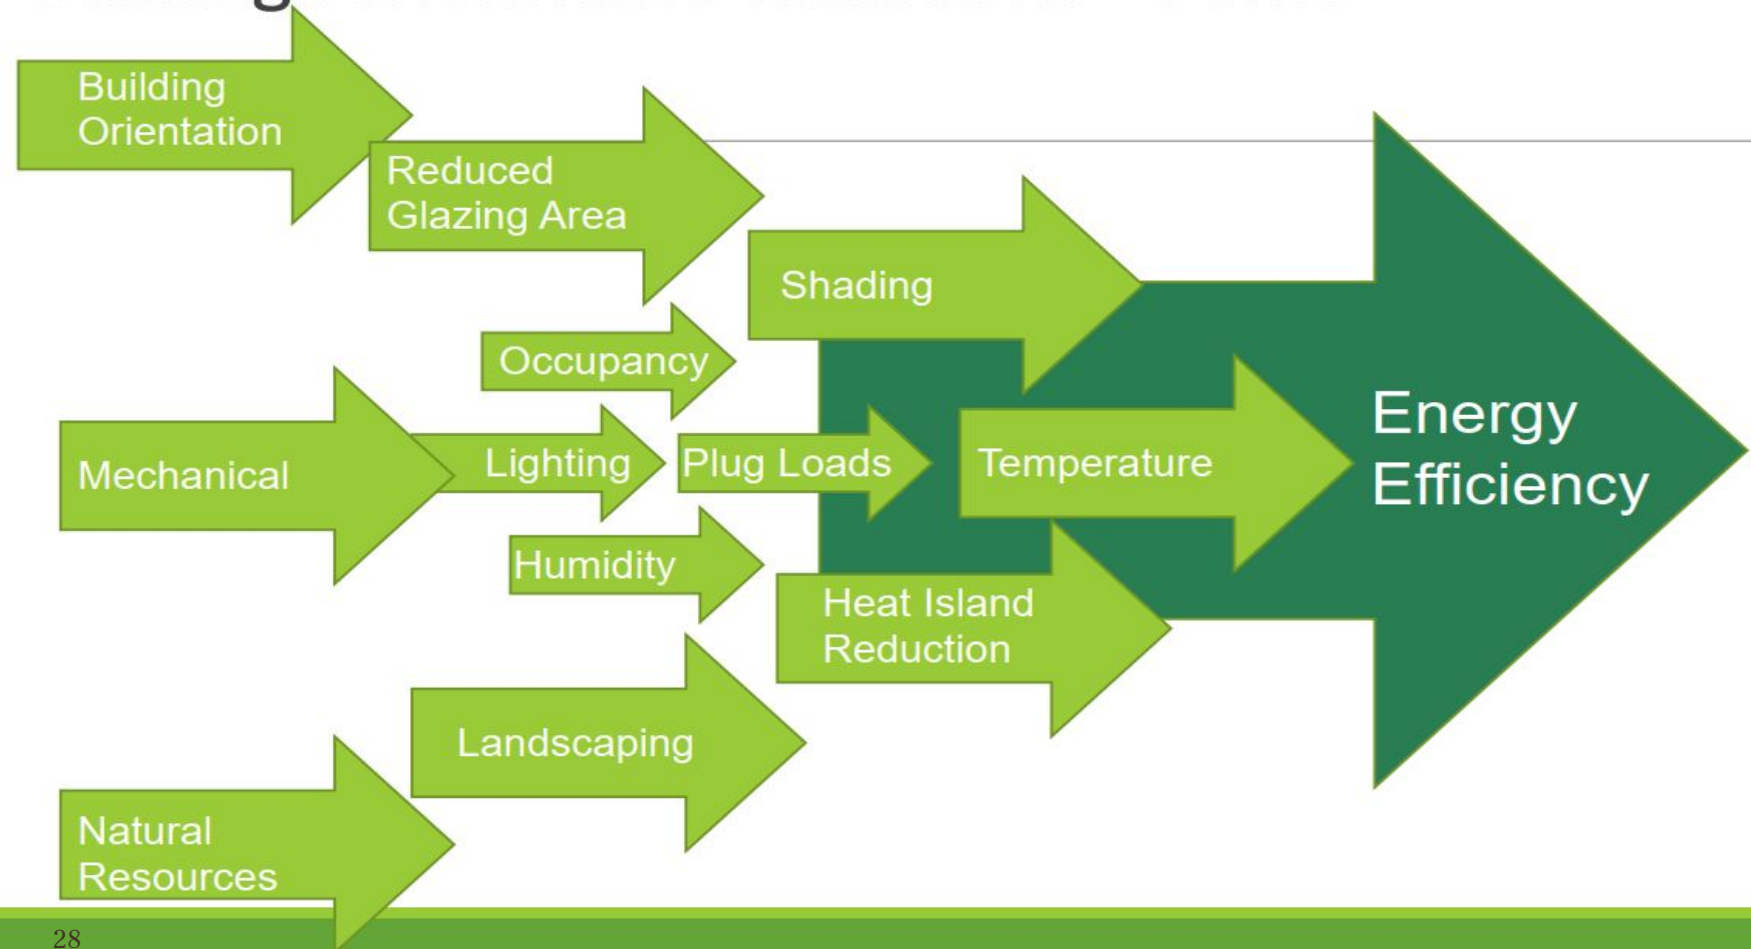 Building
Orientation
Reduced
Glazing Area
Shading
Occupancy
Mechanical
Lighting
Plug Loads
Temperature
Energy
Efficiency
Humidity
Heat Island
Reduction
Landscaping
Natural
Resources
28